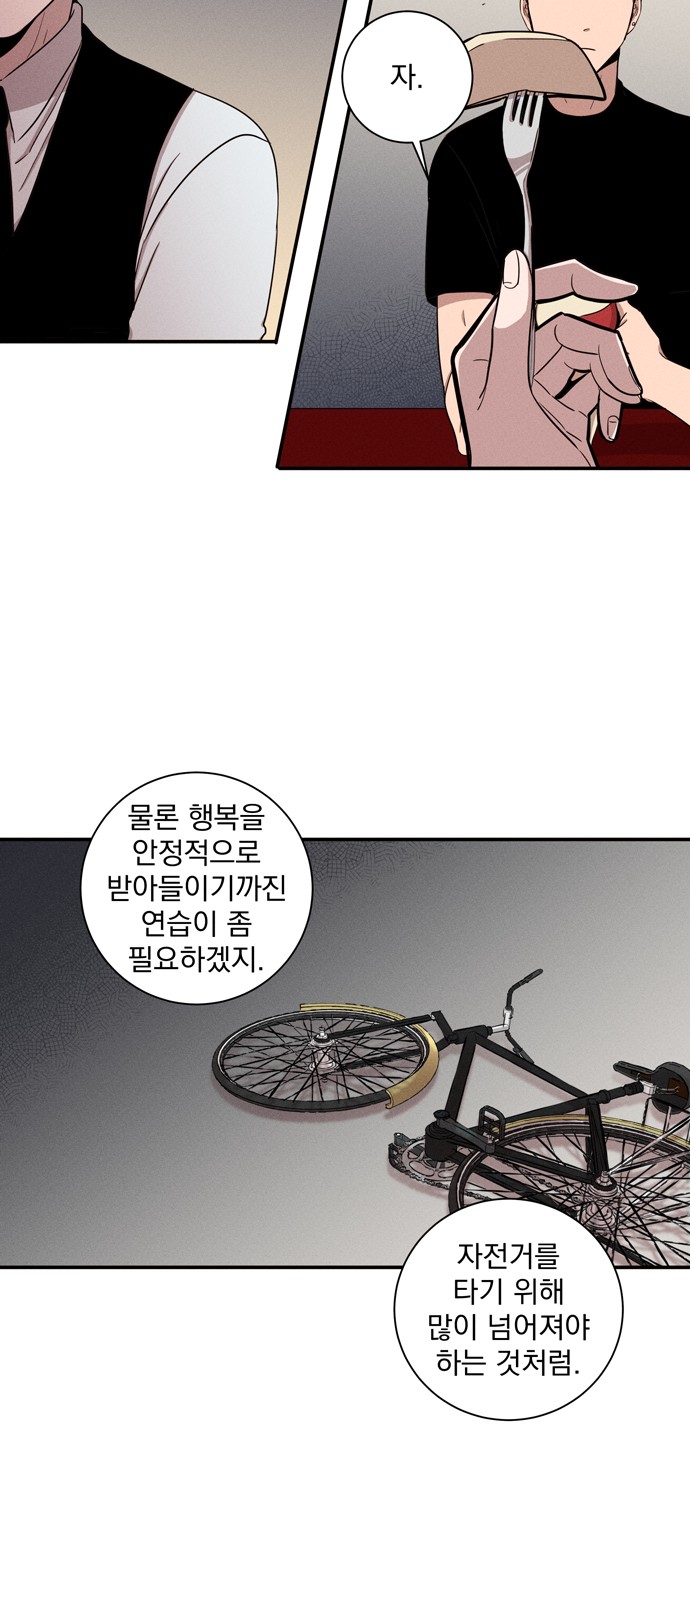 자.
물론 행복을
안정적으로
받아들이기까진
연습이 좀
필요하겠지.
자전거를
타기 위해
많이 넘어져야
하는 것처럼.